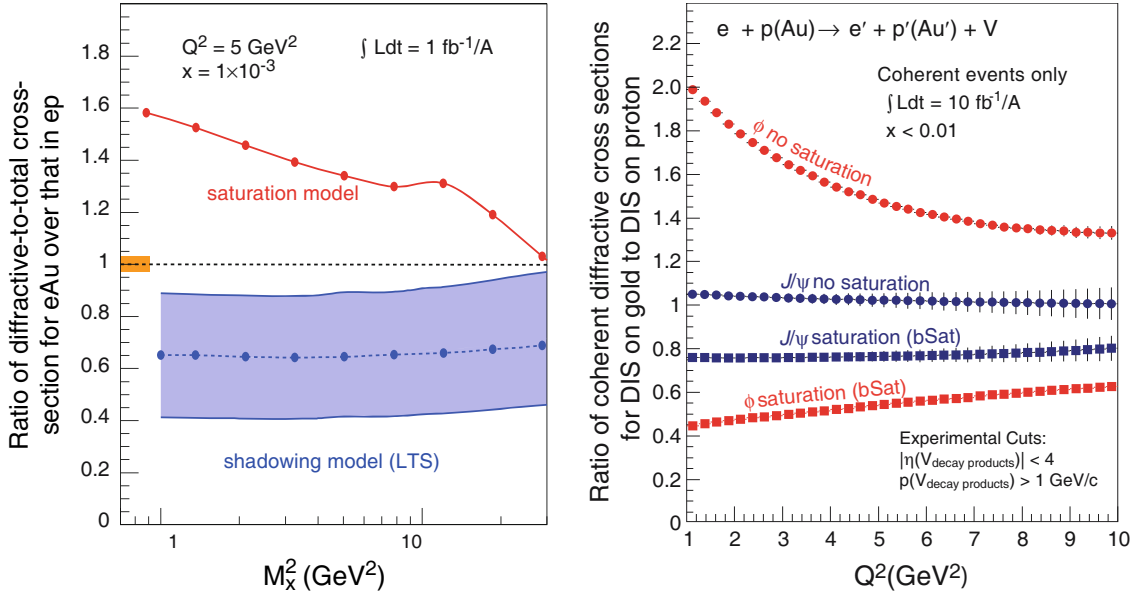 Ratio of diffractive-to-total cross-
section for eAu over that in ep
1.8
1.6
1.4
1.2
1
0.8
0.6
0.4
0.2
0
Q² = 5 GeV²
∫ Ldt = 1 fb⁻¹/A
x = 1×10⁻³
saturation model
shadowing model (LTS)
1
10
Mₓ² (GeV²)
Ratio of coherent diffractive cross sections
for DIS on gold to DIS on proton
2.2
2.0
1.8
1.6
1.4
1.2
1
0.8
0.6
0.4
0.2
0
e + p(Au) → e′ + p′(Au′) + V
Coherent events only
∫ Ldt = 10 fb⁻¹/A
x < 0.01
ϕ no saturation
J/ψ no saturation
J/ψ saturation (bSat)
ϕ saturation (bSat)
Experimental Cuts:
|η(V_decay products)| < 4
p(V_decay products) > 1 GeV/c
1 2 3 4 5 6 7 8 9 10
Q²(GeV²)